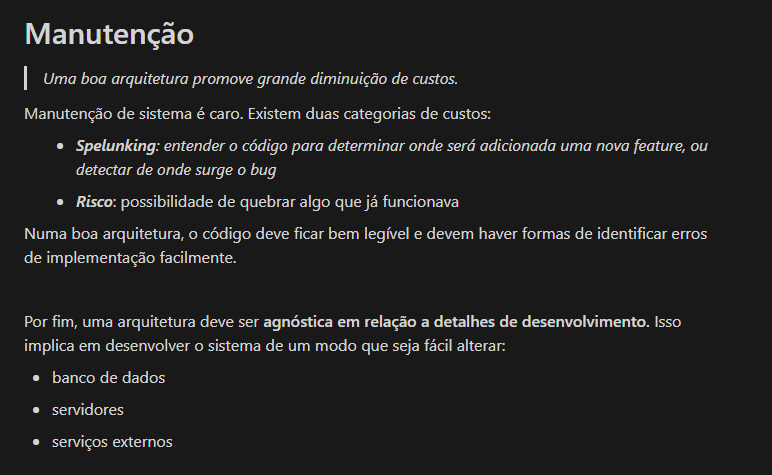 Manutenção
Uma boa arquitetura promove grande diminuição de custos.
Manutenção de sistema é caro. Existem duas categorias de custos:
Spelunking: entender o código para determinar onde será adicionada uma nova feature, ou
detectar de onde surge o bug
Risco: possibilidade de quebrar algo que já funcionava
Numa boa arquitetura, o código deve ficar bem legível e devem haver formas de identificar erros
de implementação facilmente.
Por fim, uma arquitetura deve ser agnóstica em relação a detalhes de desenvolvimento. Isso
implica em desenvolver o sistema de um modo que seja fácil alterar:
banco de dados
servidores
serviços externos